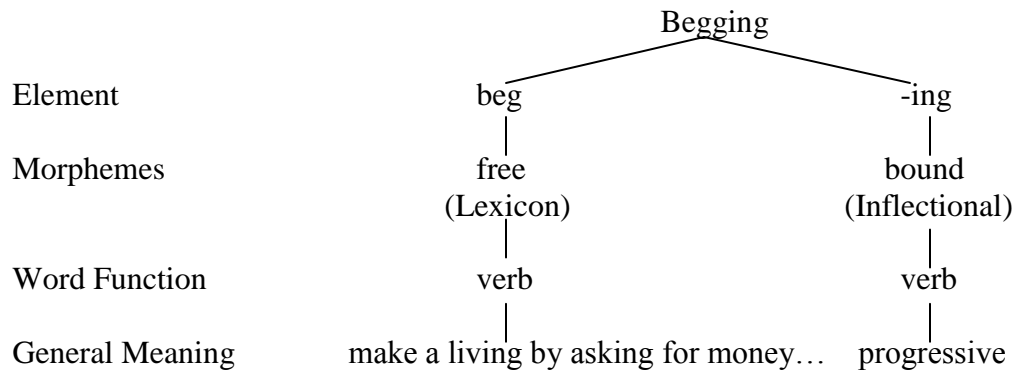 Begging
Element beg -ing
Morphemes free bound
(Lexicon) (Inflectional)
Word Function verb verb
General Meaning make a living by asking for money… progressive